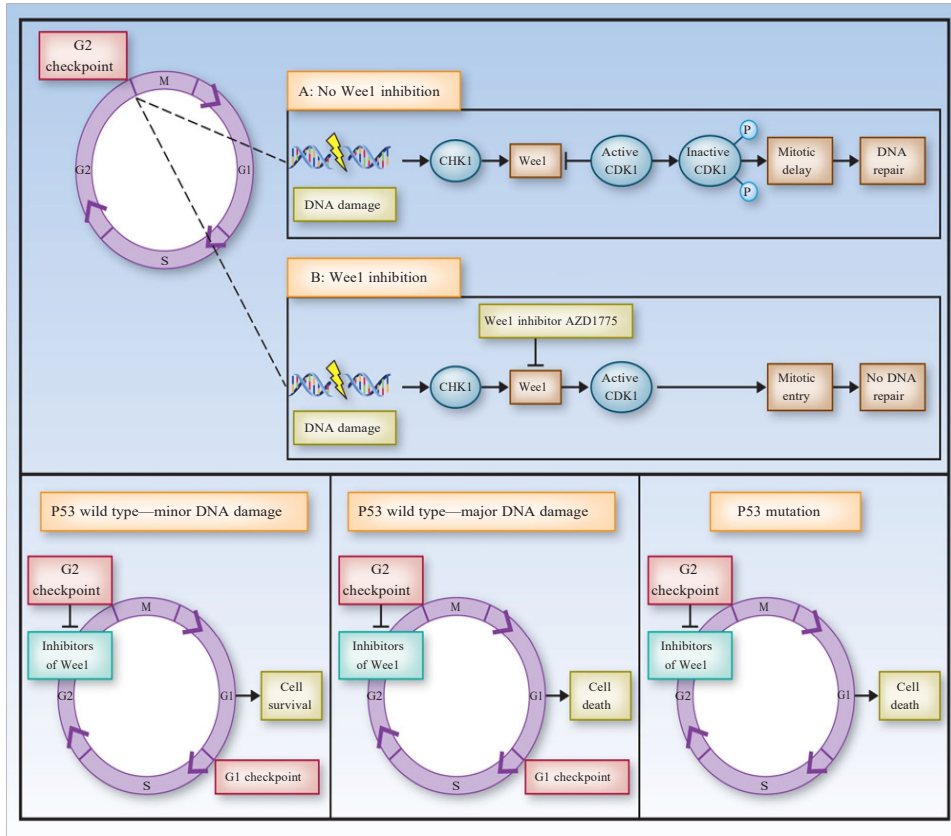 G2
checkpoint
M
G2
G1
S
A: No Wee1 inhibition
DNA damage
CHK1
Wee1
Active
CDK1
Inactive
CDK1
P
P
Mitotic
delay
DNA
repair
B: Wee1 inhibition
Wee1 inhibitor AZD1775
DNA damage
CHK1
Wee1
Active
CDK1
Mitotic
entry
No DNA
repair
P53 wild type—minor DNA damage
G2
checkpoint
Inhibitors
of Wee1
M
G2
G1
S
Cell
survival
G1 checkpoint
P53 wild type—major DNA damage
G2
checkpoint
Inhibitors
of Wee1
M
G2
G1
S
Cell
death
G1 checkpoint
P53 mutation
G2
checkpoint
Inhibitors
of Wee1
M
G2
G1
S
Cell
death